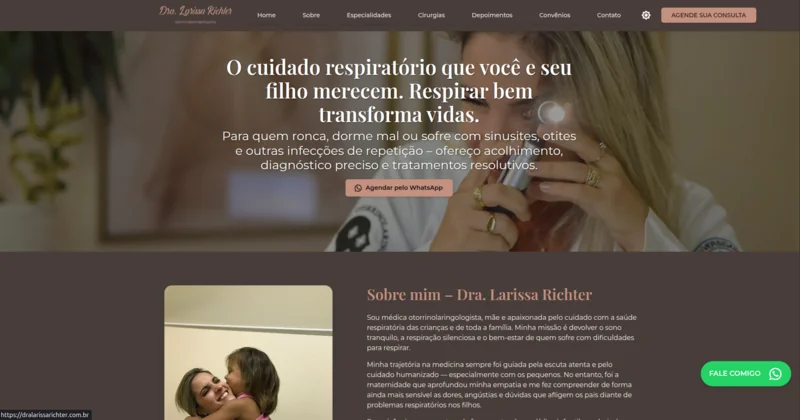 Dra. Larissa Richter
Home
Sobre
Especialidades
Cirurgias
Depoimentos
Convênios
Contato
AGENDE SUA CONSULTA
O cuidado respiratório que você e seu
filho merecem. Respirar bem
transforma vidas.
Para quem ronca, dorme mal ou sofre com sinusites, otites
e outras infecções de repetição – ofereço acolhimento,
diagnóstico preciso e tratamentos resolutivos.
Agendar pelo WhatsApp
Sobre mim – Dra. Larissa Richter
Sou médica otorrinolaringologista, mãe e apaixonada pelo cuidado com a saúde
respiratória das crianças e de toda a família. Minha missão é devolver o sono
tranquilo, a respiração silenciosa e o bem-estar de quem sofre com dificuldades
para respirar.
Minha trajetória na medicina sempre foi guiada pela escuta atenta e pelo
cuidado humanizado — especialmente com os pequenos. No entanto, foi a
maternidade que aprofundou minha empatia e me fez compreender de forma
ainda mais sensível as dores, angústias e dúvidas que afligem os pais diante de
problemas respiratórios nos filhos.
FALE COMIGO
https://dralarissarichter.com.br